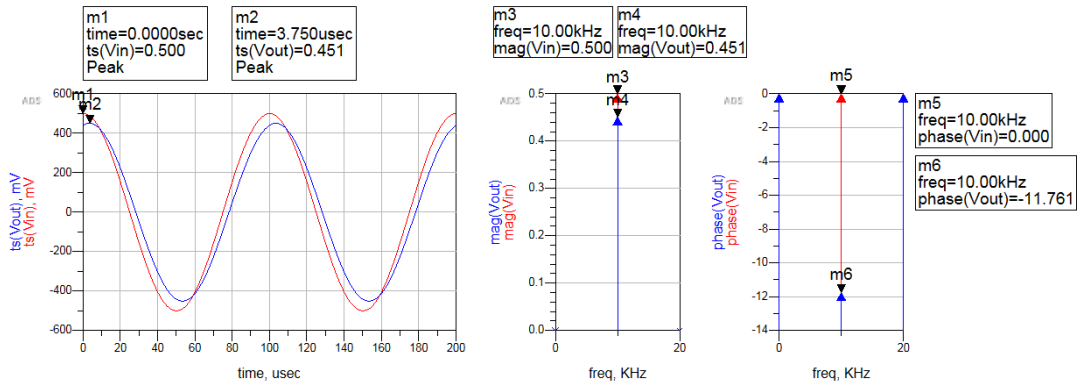 m1
time=0.0000sec
ts(Vin)=0.500
Peak
m2
time=3.750usec
ts(Vout)=0.451
Peak
m3
freq=10.00kHz
mag(Vin)=0.500
m4
freq=10.00kHz
mag(Vout)=0.451
ADS
m1
m2
600
400
200
0
-200
-400
-600
ts(Vout), mV
ts(Vin), mV
0
20
40
60
80
100
120
140
160
180
200
time, usec
ADS
m3
m4
0.5
0.4
0.3
0.2
0.1
0.0
mag(Vout)
mag(Vin)
0
20
freq, KHz
ADS
m5
m6
0
-2
-4
-6
-8
-10
-12
-14
phase(Vout)
phase(Vin)
0
20
freq, KHz
m5
freq=10.00kHz
phase(Vin)=0.000
m6
freq=10.00kHz
phase(Vout)=-11.761